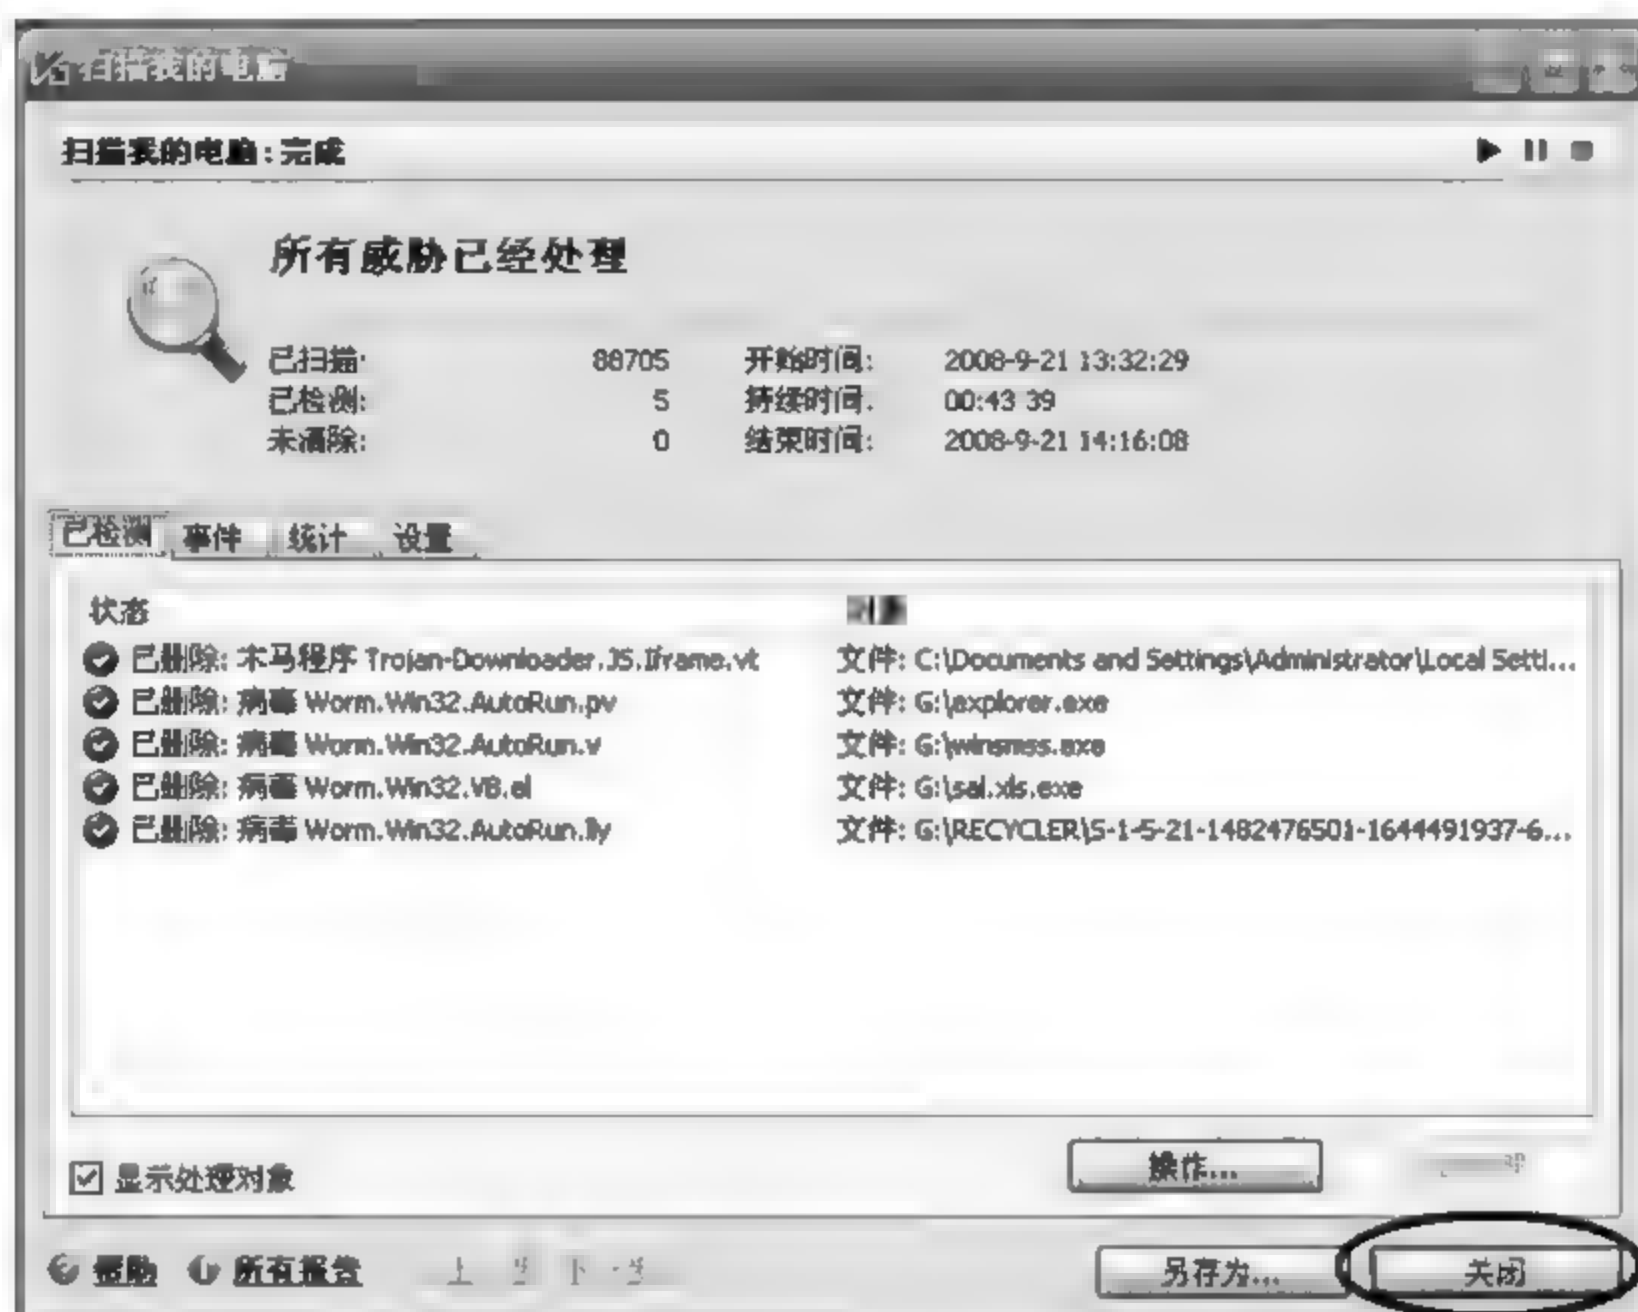 扫描我的电脑
扫描我的电脑:完成
所有威胁已经处理
已扫描: 88705 开始时间: 2008-9-21 13:32:29
已检测: 5 持续时间: 00:43:39
未清除: 0 结束时间: 2008-9-21 14:16:08
已检测 事件 统计 设置
状态 对象
已删除: 木马程序 Trojan-Downloader.JS.Iframe.vt 文件: C:\Documents and Settings\Administrator\Local Setti...
已删除: 病毒 Worm.Win32.AutoRun.pv 文件: G:\explorer.exe
已删除: 病毒 Worm.Win32.AutoRun.v 文件: G:\winsmss.exe
已删除: 病毒 Worm.Win32.VB.el 文件: G:\sal.xls.exe
已删除: 病毒 Worm.Win32.AutoRun.lly 文件: G:\RECYCLER\S-1-5-21-1482476501-1644491937-6...
显示处理对象 操作...
帮助 所有报告 另存为... 关闭